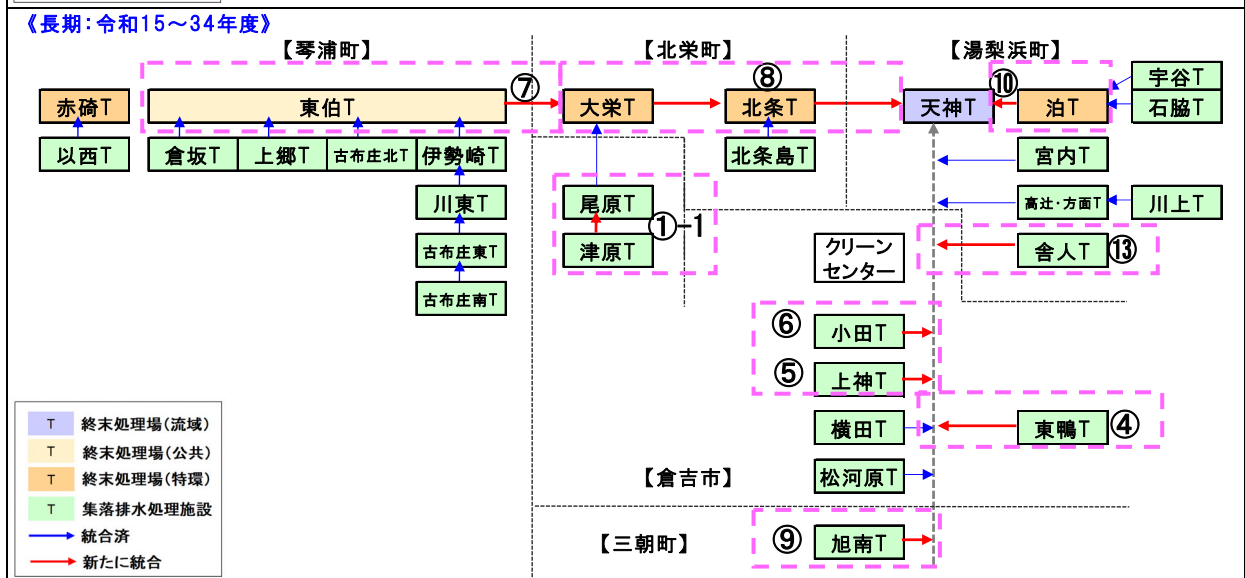 《長期：令和15～34年度》
【琴浦町】
【北栄町】
【湯梨浜町】
⑦
⑧
⑩
宇谷T
赤碕T
東伯T
大栄T
北条T
天神T
泊T
石脇T
以西T
倉坂T
上郷T
古布庄北T
伊勢崎T
北条島T
宮内T
川東T
尾原T
①-1
高辻・方面T
川上T
古布庄東T
津原T
クリーン
センター
舎人T
⑬
古布庄南T
⑥
小田T
⑤
上神T
横田T
東鴨T
④
【倉吉市】
松河原T
【三朝町】
⑨
旭南T
T 終末処理場(流域)
T 終末処理場(公共)
T 終末処理場(特環)
T 集落排水処理施設
統合済
新たに統合